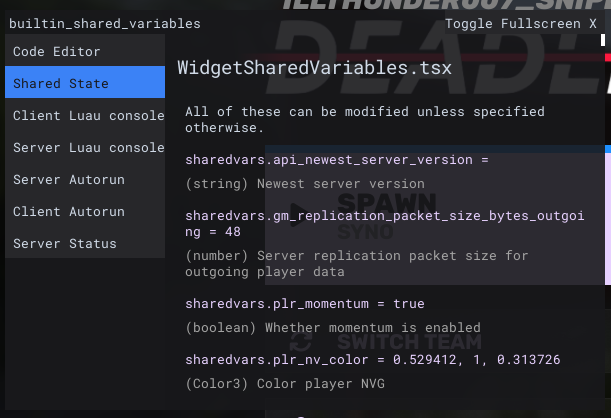 ILLTHUNDER007_SNIP
builtin_shared_variables
Toggle Fullscreen X
Code Editor
Shared State
Client Luau console
Server Luau console
Server Autorun
Client Autorun
Server Status
WidgetSharedVariables.tsx
All of these can be modified unless specified
otherwise.
sharedvars.api_newest_server_version =
(string) Newest server version
sharedvars.gm_replication_packet_size_bytes_outgoi
ng = 48
(number) Server replication packet size for
outgoing player data
sharedvars.plr_momentum = true
(boolean) Whether momentum is enabled
sharedvars.plr_nv_color = 0.529412, 1, 0.313726
(Color3) Color player NVG
DEADL
SPAWN
SYNO
SWITCH TEAM